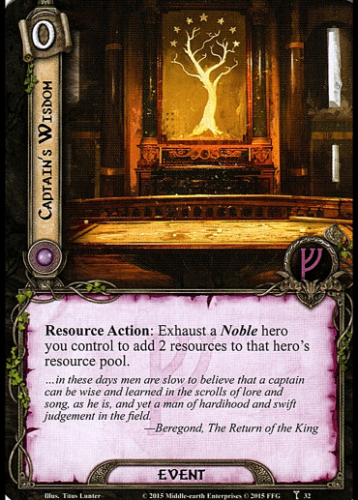 0
CAPTAIN'S WISDOM
Resource Action: Exhaust a Noble hero
you control to add 2 resources to that hero's
resource pool.
...in these days men are slow to believe that a captain
can be wise and learned in the scrolls of lore and
song, as he is, and yet a man of hardihood and swift
judgement in the field.
—Beregond, The Return of the King
EVENT
Illus. Titus Lunter
© 2015 Middle-earth Enterprises © 2015 FFG
32